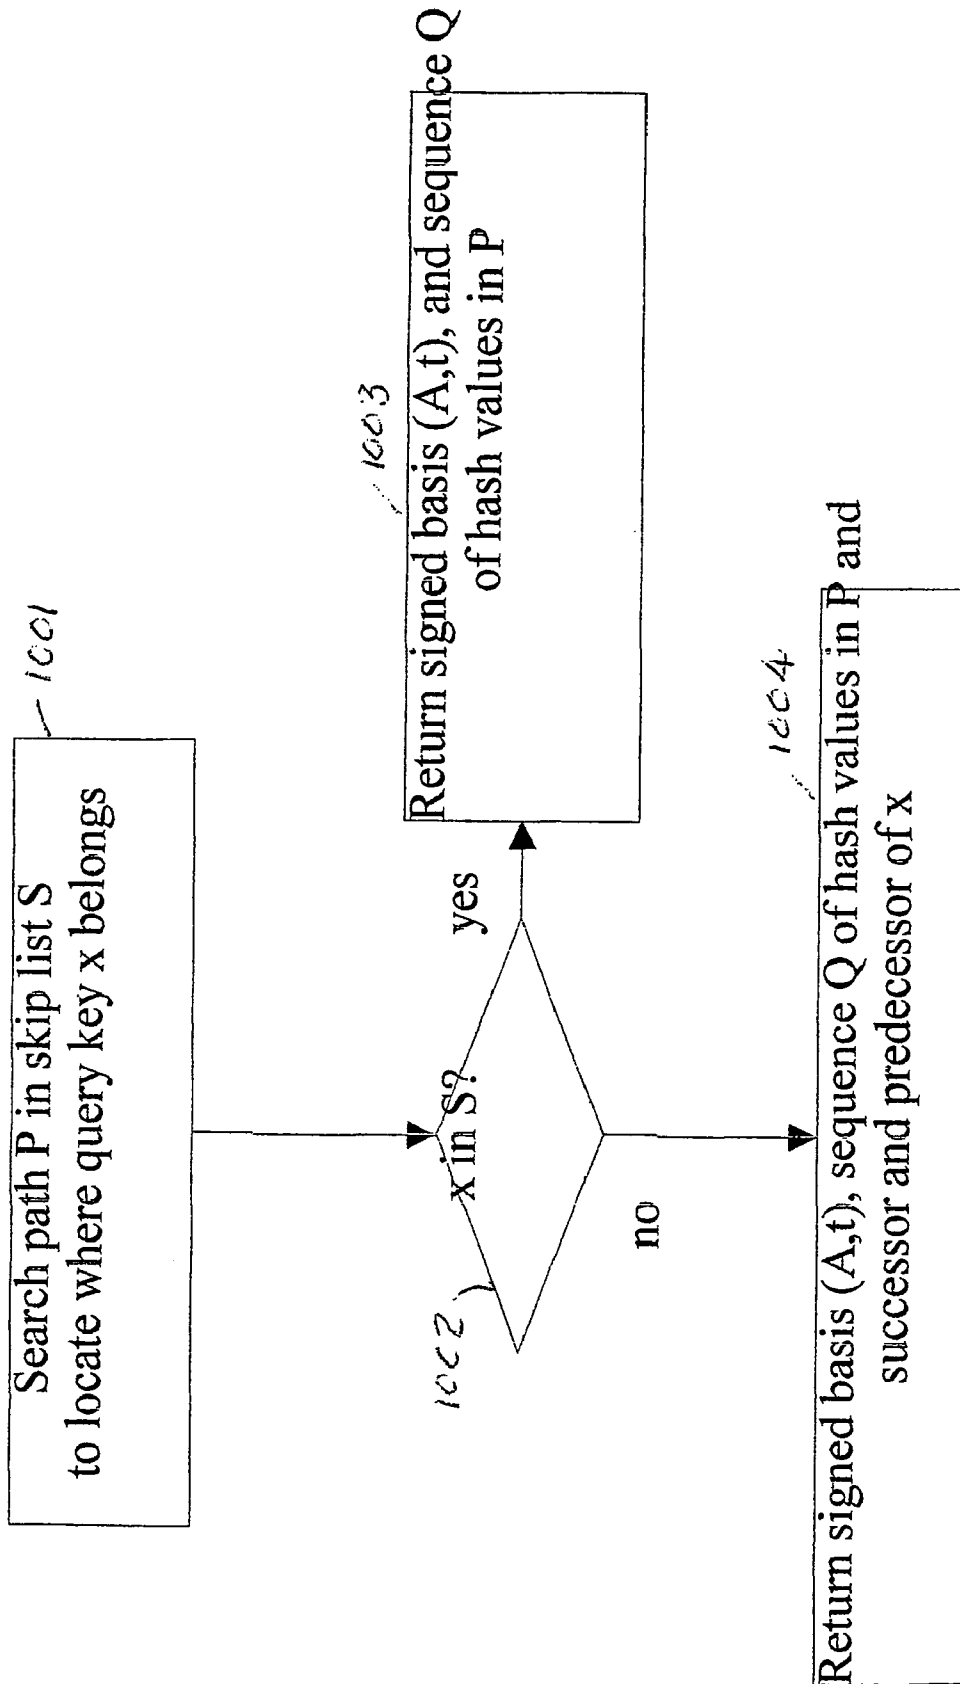 Search path P in skip list S
to locate where query key x belongs
1001
x in S?
1002
yes
no
Return signed basis (A,t), and sequence Q
of hash values in P
1003
Return signed basis (A,t), sequence Q of hash values in P and
successor and predecessor of x
1004